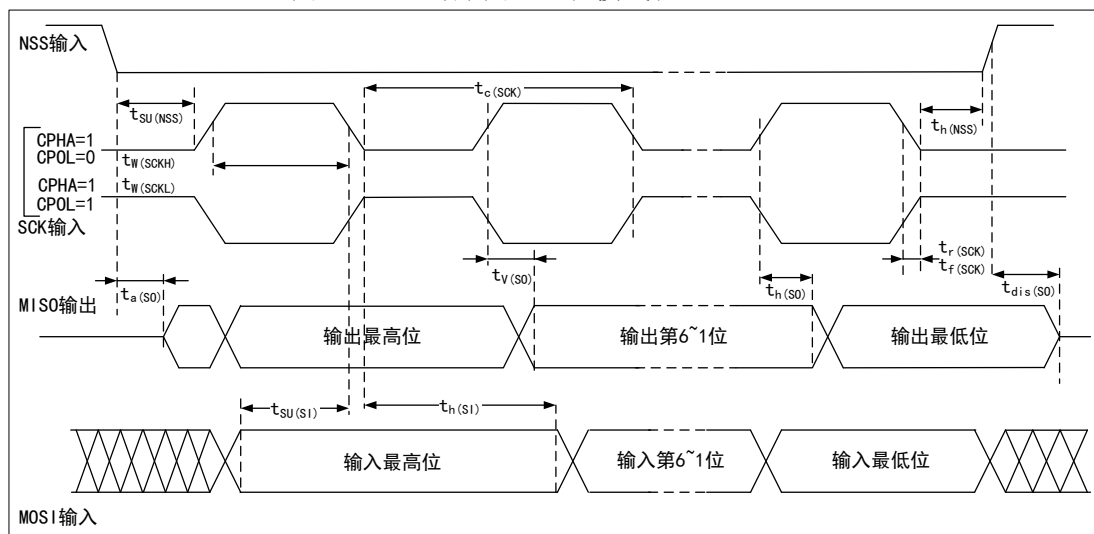 NSS输入
tc(SCK)
tSU(NSS)
th(NSS)
CPHA=1
CPOL=0
tW(SCKH)
CPHA=1
CPOL=1
tW(SCKL)
SCK输入
tr(SCK)
tf(SCK)
tV(SO)
ta(SO)
th(SO)
tdis(SO)
MISO输出
输出最高位
输出第6~1位
输出最低位
tSU(SI)
th(SI)
输入最高位
输入第6~1位
输入最低位
MOSI输入